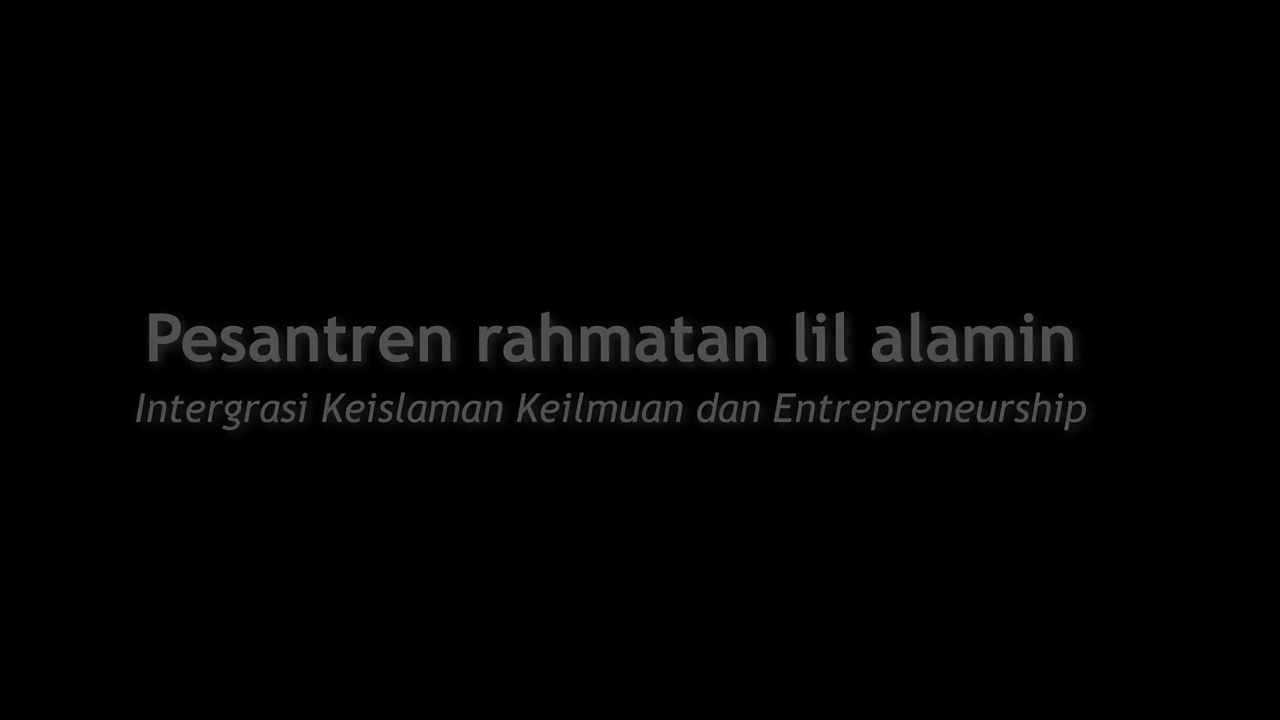 Pesantren rahmatan lil alamin
Intergrasi Keislaman Keilmuan dan Entrepreneurship